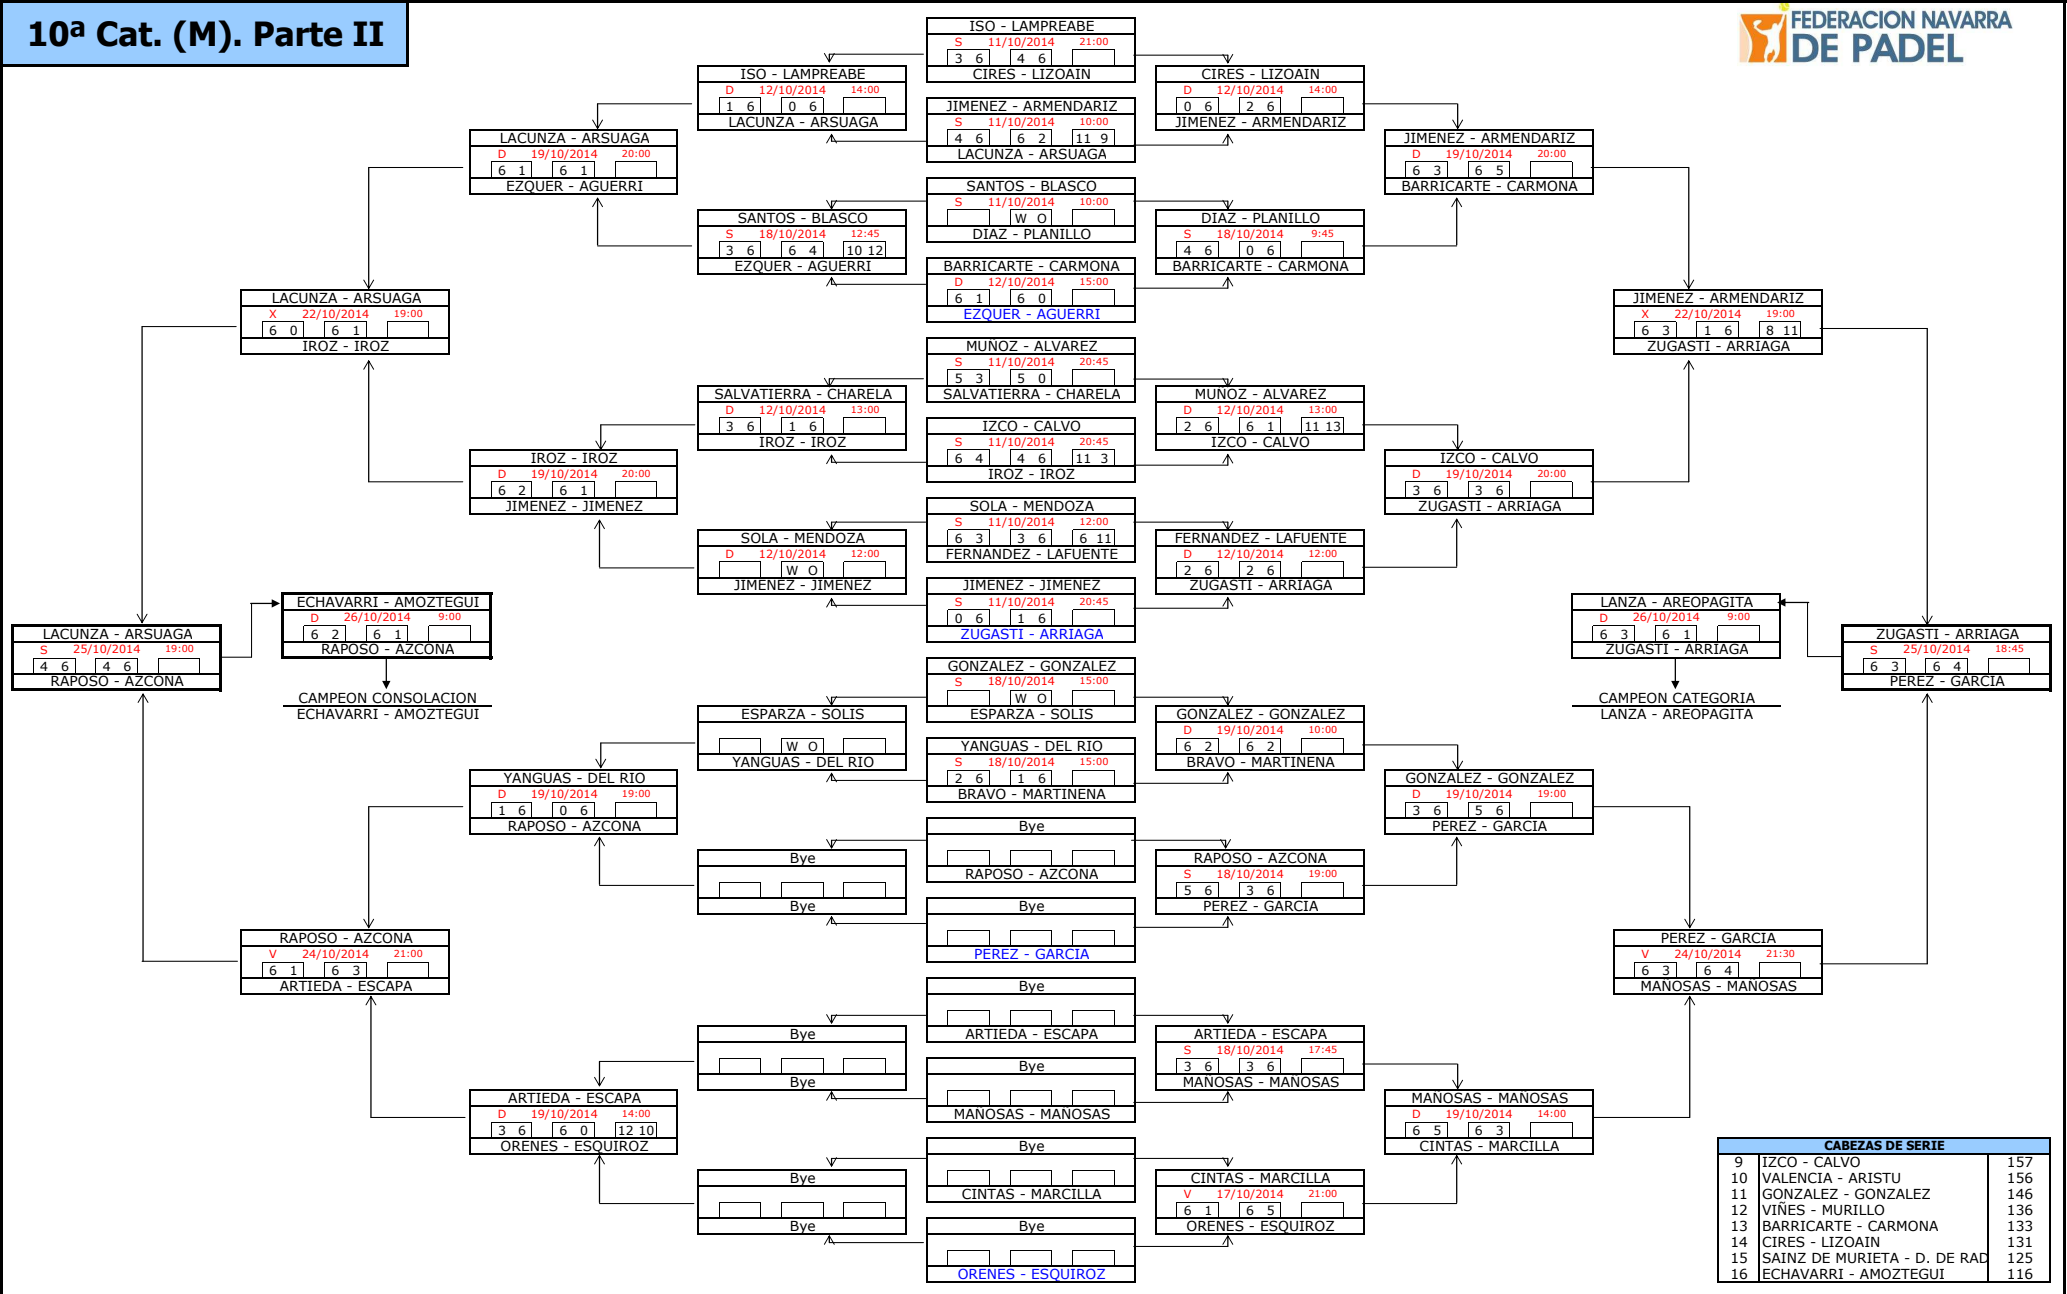 10ª Cat. (M). Parte II
FEDERACION NAVARRA
DE PADEL
ISO - LAMPREABE
S 11/10/2014 21:00
3 6 4 6
CIRES - LIZOAIN
JIMENEZ - ARMENDARIZ
S 11/10/2014 10:00
4 6 6 2 11 9
LACUNZA - ARSUAGA
SANTOS - BLASCO
S 11/10/2014 10:00
W O
DIAZ - PLANILLO
BARRICARTE - CARMONA
D 12/10/2014 15:00
6 1 6 0
EZQUER - AGUERRI
MUÑOZ - ALVAREZ
S 11/10/2014 20:45
5 3 5 0
SALVATIERRA - CHARELA
IZCO - CALVO
S 11/10/2014 20:45
6 4 4 6 11 3
IROZ - IROZ
SOLA - MENDOZA
S 11/10/2014 12:00
6 3 3 6 6 11
FERNANDEZ - LAFUENTE
JIMENEZ - JIMENEZ
S 11/10/2014 20:45
0 6 1 6
ZUGASTI - ARRIAGA
GONZALEZ - GONZALEZ
S 18/10/2014 15:00
W O
ESPARZA - SOLIS
YANGUAS - DEL RIO
S 18/10/2014 15:00
2 6 1 6
BRAVO - MARTINENA
Bye
RAPOSO - AZCONA
Bye
PEREZ - GARCIA
Bye
ARTIEDA - ESCAPA
Bye
MAÑOSAS - MAÑOSAS
Bye
CINTAS - MARCILLA
Bye
ORENES - ESQUIROZ
ISO - LAMPREABE
D 12/10/2014 14:00
1 6 0 6
LACUNZA - ARSUAGA
SANTOS - BLASCO
S 18/10/2014 12:45
3 6 6 4 10 12
EZQUER - AGUERRI
SALVATIERRA - CHARELA
D 12/10/2014 13:00
3 6 1 6
IROZ - IROZ
SOLA - MENDOZA
D 12/10/2014 12:00
W O
JIMENEZ - JIMENEZ
ESPARZA - SOLIS
W O
YANGUAS - DEL RIO
Bye
Bye
Bye
Bye
Bye
Bye
LACUNZA - ARSUAGA
D 19/10/2014 20:00
6 1 6 1
EZQUER - AGUERRI
IROZ - IROZ
D 19/10/2014 20:00
6 2 6 1
JIMENEZ - JIMENEZ
YANGUAS - DEL RIO
D 19/10/2014 19:00
1 6 0 6
RAPOSO - AZCONA
ARTIEDA - ESCAPA
D 19/10/2014 14:00
3 6 6 0 12 10
ORENES - ESQUIROZ
LACUNZA - ARSUAGA
X 22/10/2014 19:00
6 0 6 1
IROZ - IROZ
RAPOSO - AZCONA
V 24/10/2014 21:00
6 1 6 3
ARTIEDA - ESCAPA
LACUNZA - ARSUAGA
S 25/10/2014 19:00
4 6 4 6
RAPOSO - AZCONA
ECHAVARRI - AMOZTEGUI
D 26/10/2014 9:00
6 2 6 1
RAPOSO - AZCONA
CAMPEON CONSOLACION
ECHAVARRI - AMOZTEGUI
CIRES - LIZOAIN
D 12/10/2014 14:00
0 6 2 6
JIMENEZ - ARMENDARIZ
DIAZ - PLANILLO
S 18/10/2014 9:45
4 6 0 6
BARRICARTE - CARMONA
MUÑOZ - ALVAREZ
D 12/10/2014 13:00
2 6 6 1 11 13
IZCO - CALVO
FERNANDEZ - LAFUENTE
D 12/10/2014 12:00
2 6 2 6
ZUGASTI - ARRIAGA
GONZALEZ - GONZALEZ
D 19/10/2014 10:00
6 2 6 2
BRAVO - MARTINENA
RAPOSO - AZCONA
S 18/10/2014 19:00
5 6 3 6
PEREZ - GARCIA
ARTIEDA - ESCAPA
S 18/10/2014 17:45
3 6 3 6
MAÑOSAS - MAÑOSAS
CINTAS - MARCILLA
V 17/10/2014 21:00
6 1 6 5
ORENES - ESQUIROZ
JIMENEZ - ARMENDARIZ
D 19/10/2014 20:00
6 3 6 5
BARRICARTE - CARMONA
IZCO - CALVO
D 19/10/2014 20:00
3 6 3 6
ZUGASTI - ARRIAGA
GONZALEZ - GONZALEZ
D 19/10/2014 19:00
3 6 5 6
PEREZ - GARCIA
MAÑOSAS - MAÑOSAS
D 19/10/2014 14:00
6 5 6 3
CINTAS - MARCILLA
JIMENEZ - ARMENDARIZ
X 22/10/2014 19:00
6 3 1 6 8 11
ZUGASTI - ARRIAGA
PEREZ - GARCIA
V 24/10/2014 21:30
6 3 6 4
MAÑOSAS - MAÑOSAS
LANZA - AREOPAGITA
D 26/10/2014 9:00
6 3 6 1
ZUGASTI - ARRIAGA
CAMPEON CATEGORIA
LANZA - AREOPAGITA
ZUGASTI - ARRIAGA
S 25/10/2014 18:45
6 3 6 4
PEREZ - GARCIA
CABEZAS DE SERIE
9 IZCO - CALVO 157
10 VALENCIA - ARISTU 156
11 GONZALEZ - GONZALEZ 146
12 VIÑES - MURILLO 136
13 BARRICARTE - CARMONA 133
14 CIRES - LIZOAIN 131
15 SAINZ DE MURIETA - D. DE RAD 125
16 ECHAVARRI - AMOZTEGUI 116